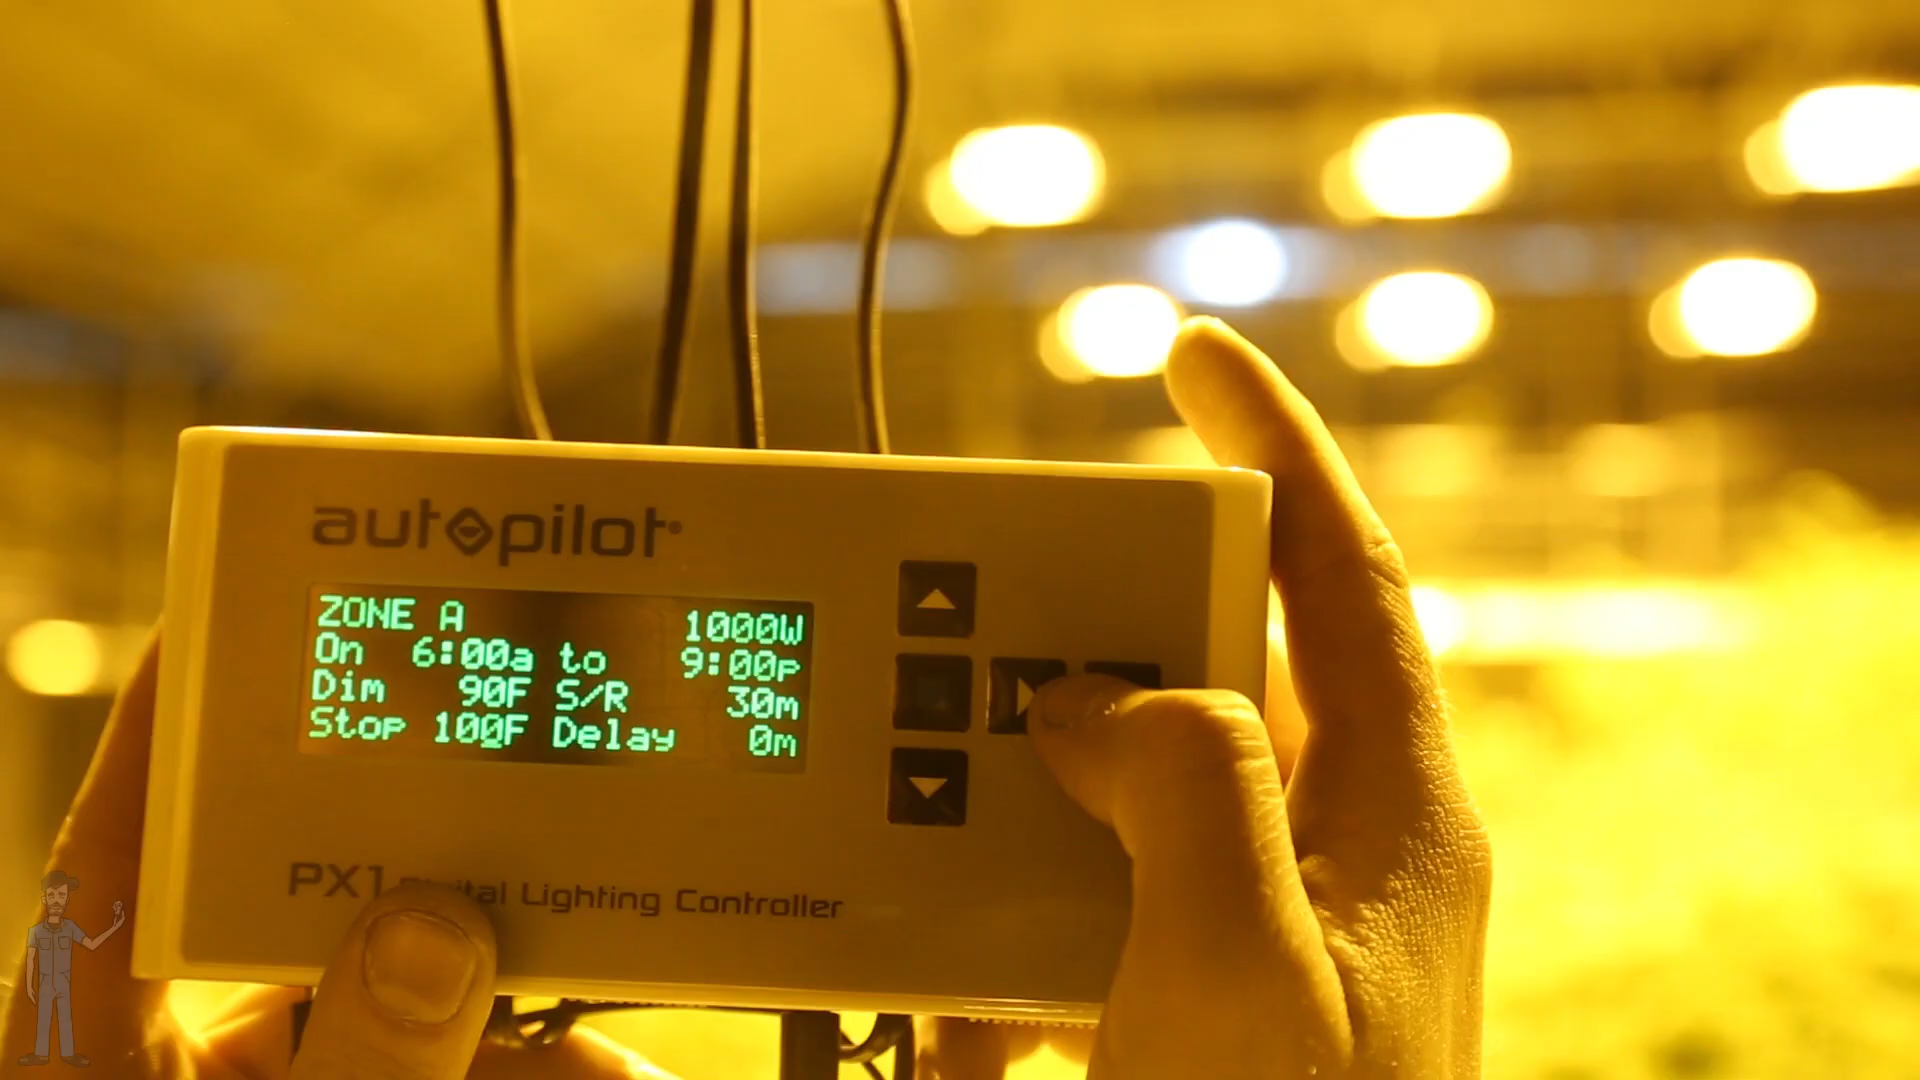 autopilot
ZONE A 1000W
On 6:00a to 9:00p
Dim 90F S/R 30m
Stop 100F Delay 0m
PX1 Digital Lighting Controller